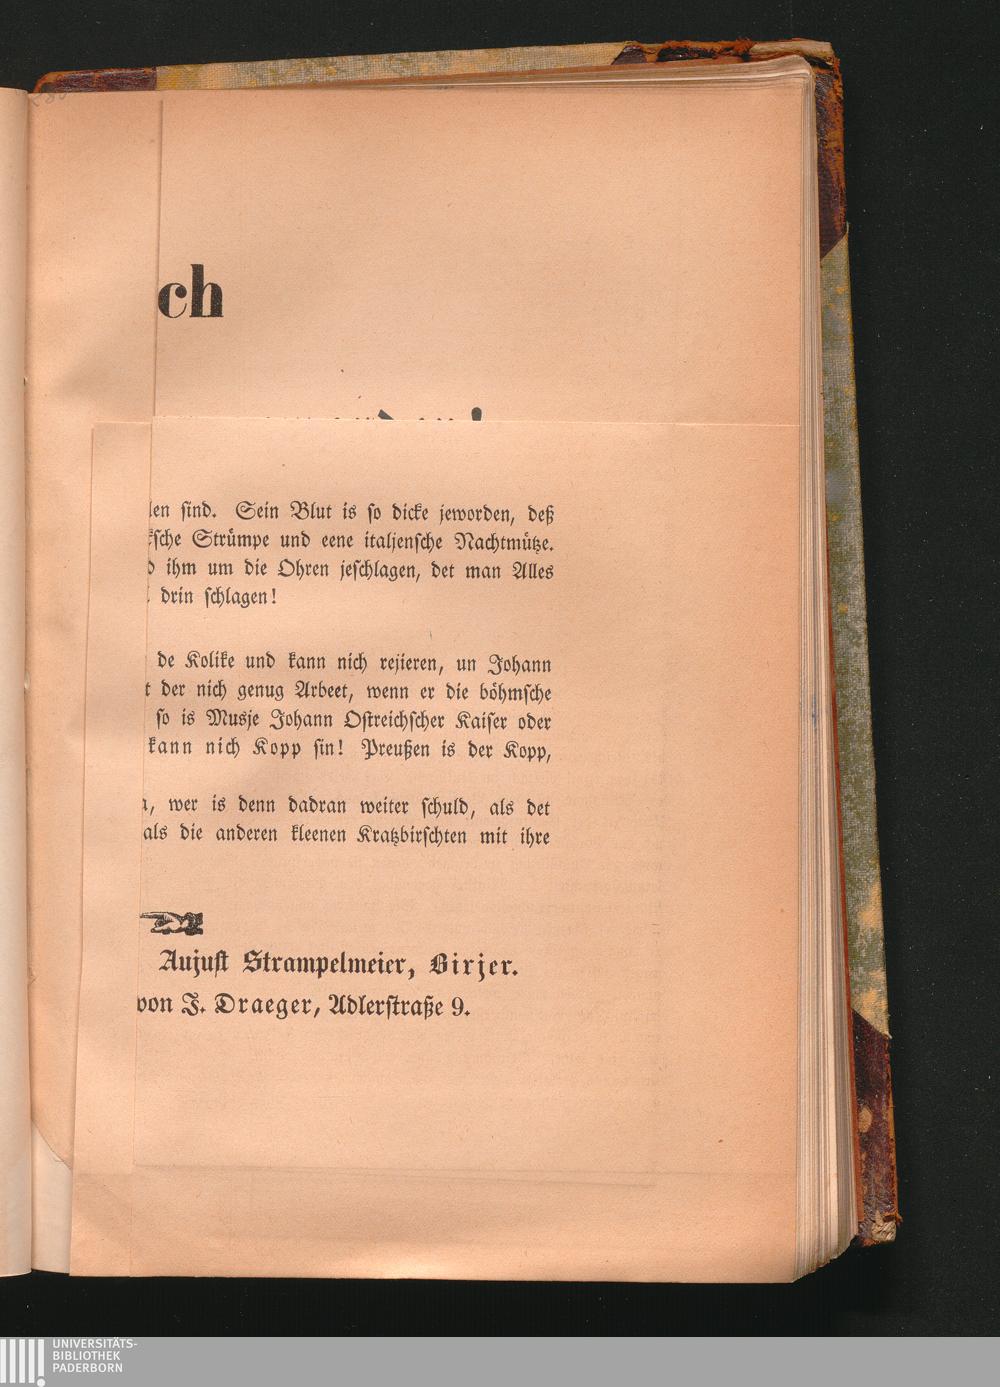 ch
len sind. Sein Blut is so dicke jeworden, deß
sche Strümpe und eene italjensche Nachtmütze.
ihm um die Ohren jeschlagen, det man Alles
drin schlagen!
de Kolike und kann nich rejieren, un Johann
t der nich genug Arbeet, wenn er die böhmsche
so is Musje Johann Ostreichscher Kaiser oder
kann nich Kopp sin! Preußen is der Kopp,
wer is denn dadran weiter schuld, als det
als die anderen kleenen Kratzbirschten mit ihre
Aujust Strampelmeier, Birjer.
von J. Draeger, Adlerstraße 9.
UNIVERSITÄTS-
BIBLIOTHEK
PADERBORN